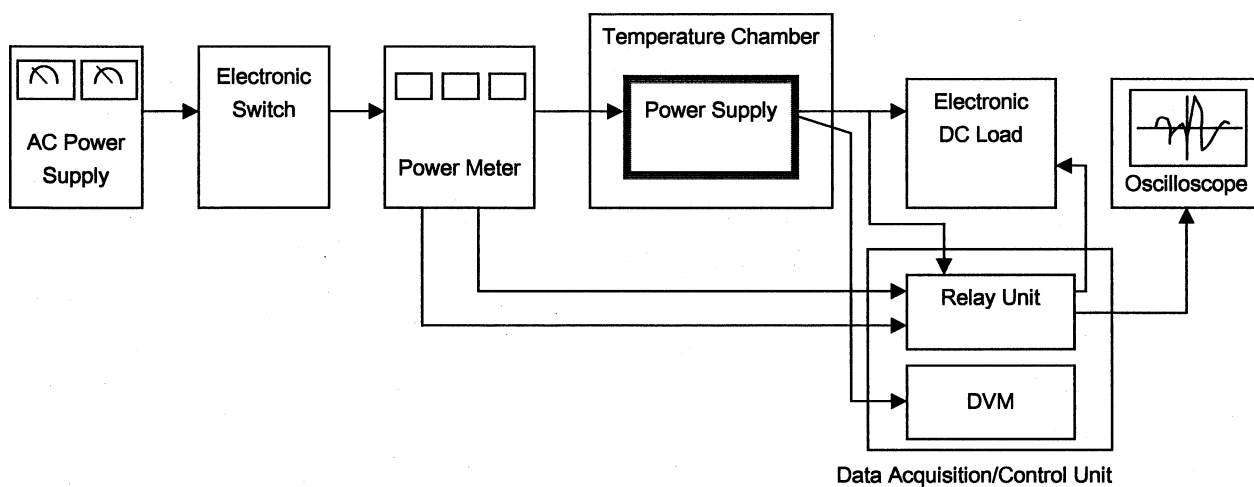 Temperature Chamber
AC Power
Supply
Electronic
Switch
Power Meter
Power Supply
Electronic
DC Load
Oscilloscope
Relay Unit
DVM
Data Acquisition/Control Unit